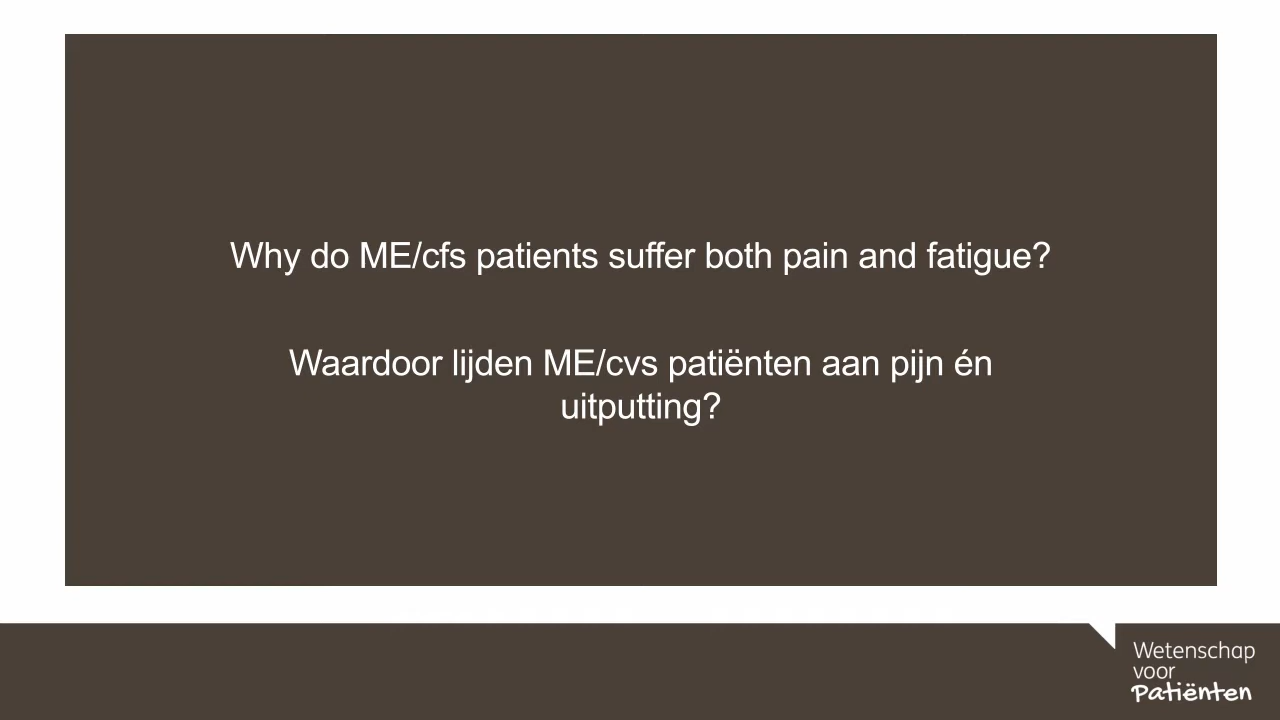 Why do ME/cfs patients suffer both pain and fatigue?
Waardoor lijden ME/cvs patiënten aan pijn én
uitputting?
Wetenschap
voor
Patiënten